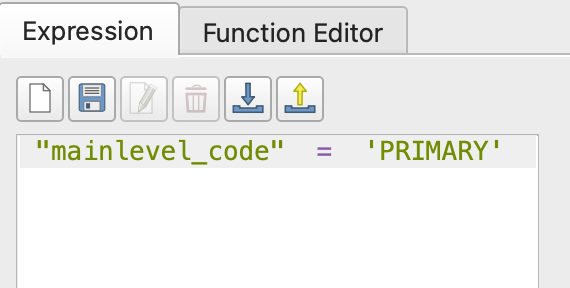 Expression
Function Editor
"mainlevel_code"  =  'PRIMARY'